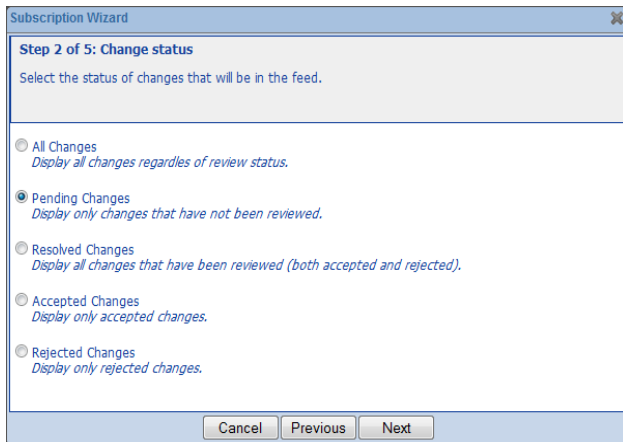 Subscription Wizard
Step 2 of 5: Change status
Select the status of changes that will be in the feed.
All Changes
Display all changes regardles of review status.
Pending Changes
Display only changes that have not been reviewed.
Resolved Changes
Display all changes that have been reviewed (both accepted and rejected).
Accepted Changes
Display only accepted changes.
Rejected Changes
Display only rejected changes.
Cancel Previous Next